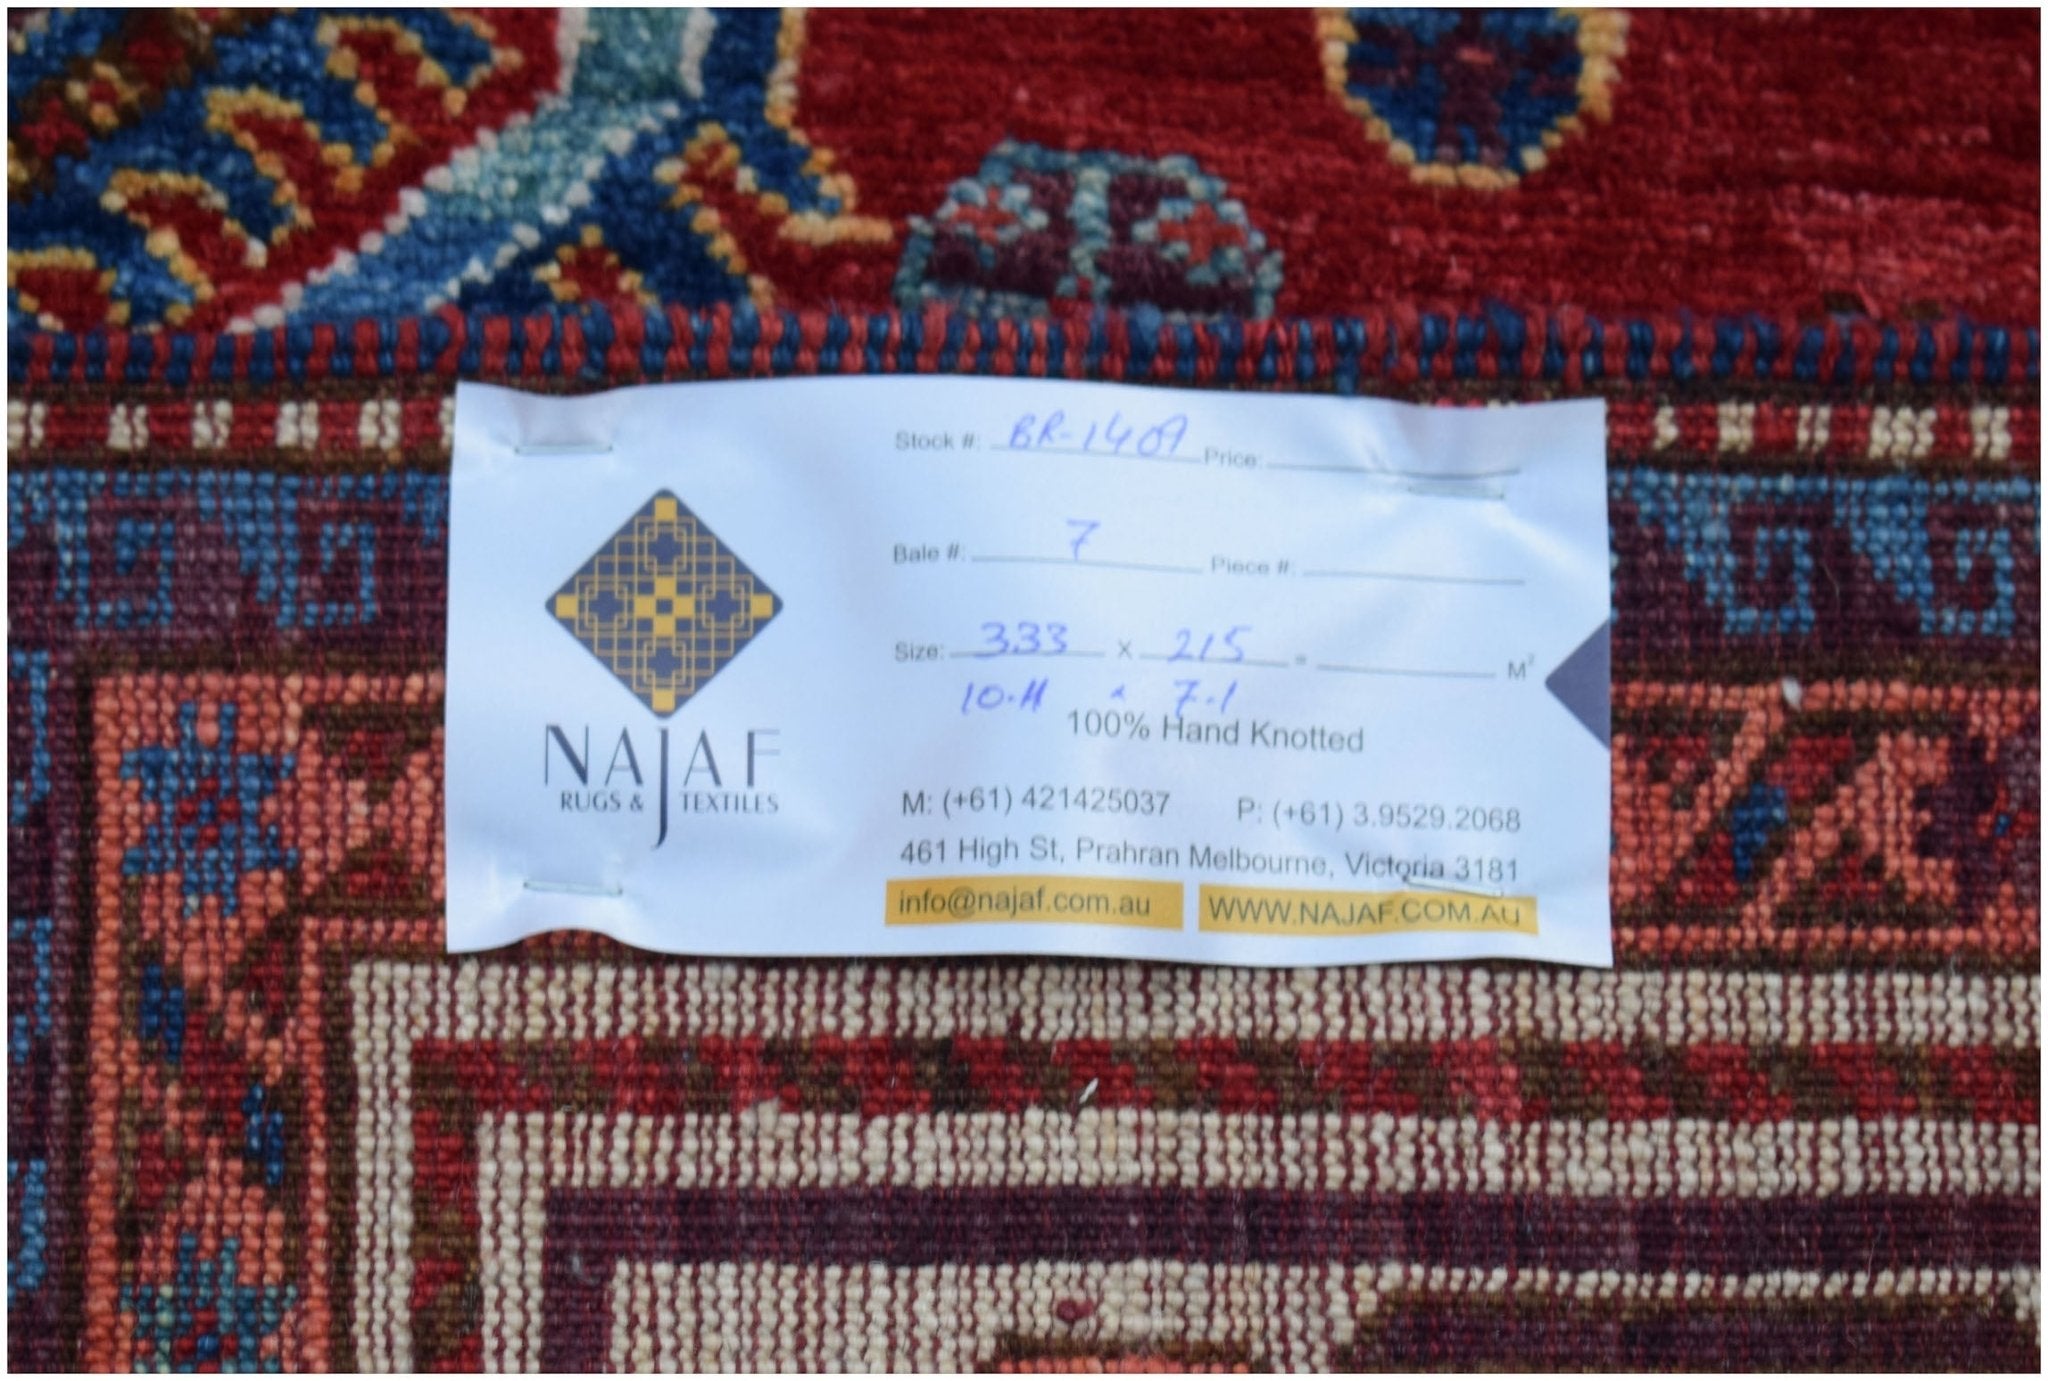 Stock #: BR-1409 Price:
Bale #: 7 Piece #:
Size: 333 x 215 = M²
10.11 x 7.1
100% Hand Knotted
NAJAF
RUGS & TEXTILES
M: (+61) 421425037 P: (+61) 3.9529.2068
461 High St, Prahran Melbourne, Victoria 3181
info@najaf.com.au WWW.NAJAF.COM.AU